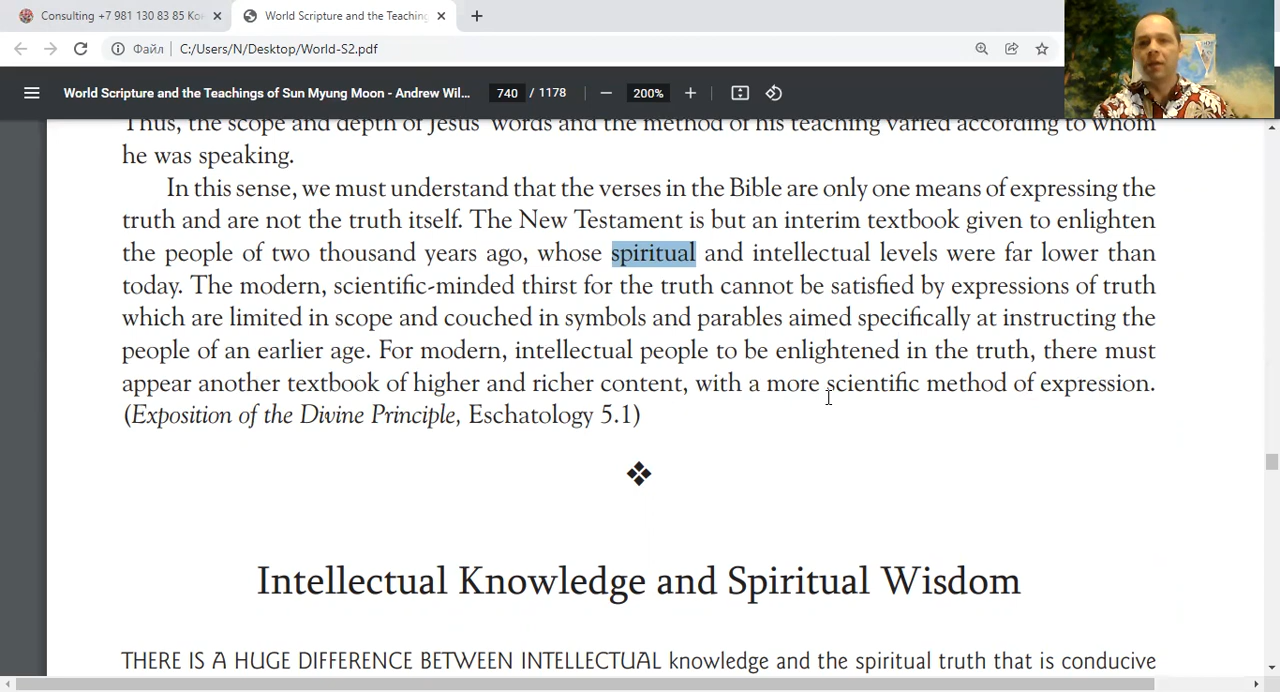 Consulting +7 981 130 83 85 Кон
World Scripture and the Teaching
Файл
C:/Users/N/Desktop/World-S2.pdf
World Scripture and the Teachings of Sun Myung Moon - Andrew Wil...
740 / 1178
200%
Thus, the scope and depth of Jesus' words and the method of his teaching varied according to whom
he was speaking.
In this sense, we must understand that the verses in the Bible are only one means of expressing the
truth and are not the truth itself. The New Testament is but an interim textbook given to enlighten
the people of two thousand years ago, whose spiritual and intellectual levels were far lower than
today. The modern, scientific-minded thirst for the truth cannot be satisfied by expressions of truth
which are limited in scope and couched in symbols and parables aimed specifically at instructing the
people of an earlier age. For modern, intellectual people to be enlightened in the truth, there must
appear another textbook of higher and richer content, with a more scientific method of expression.
(Exposition of the Divine Principle, Eschatology 5.1)
Intellectual Knowledge and Spiritual Wisdom
THERE IS A HUGE DIFFERENCE BETWEEN INTELLECTUAL knowledge and the spiritual truth that is conducive